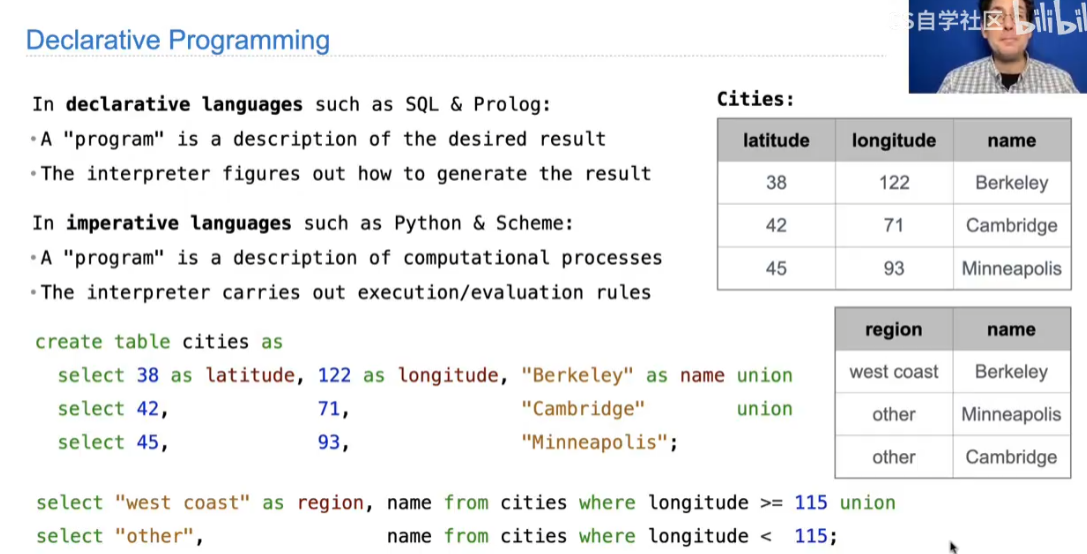 Declarative Programming
S自学社区 bilibil
In declarative languages such as SQL & Prolog:
•A "program" is a description of the desired result
•The interpreter figures out how to generate the result
In imperative languages such as Python & Scheme:
•A "program" is a description of computational processes
•The interpreter carries out execution/evaluation rules
create table cities as
select 38 as latitude, 122 as longitude, "Berkeley" as name union
select 42, 71, "Cambridge" union
select 45, 93, "Minneapolis";
select "west coast" as region, name from cities where longitude >= 115 union
select "other", name from cities where longitude < 115;
Cities:
latitude longitude name
38 122 Berkeley
42 71 Cambridge
45 93 Minneapolis
region name
west coast Berkeley
other Minneapolis
other Cambridge